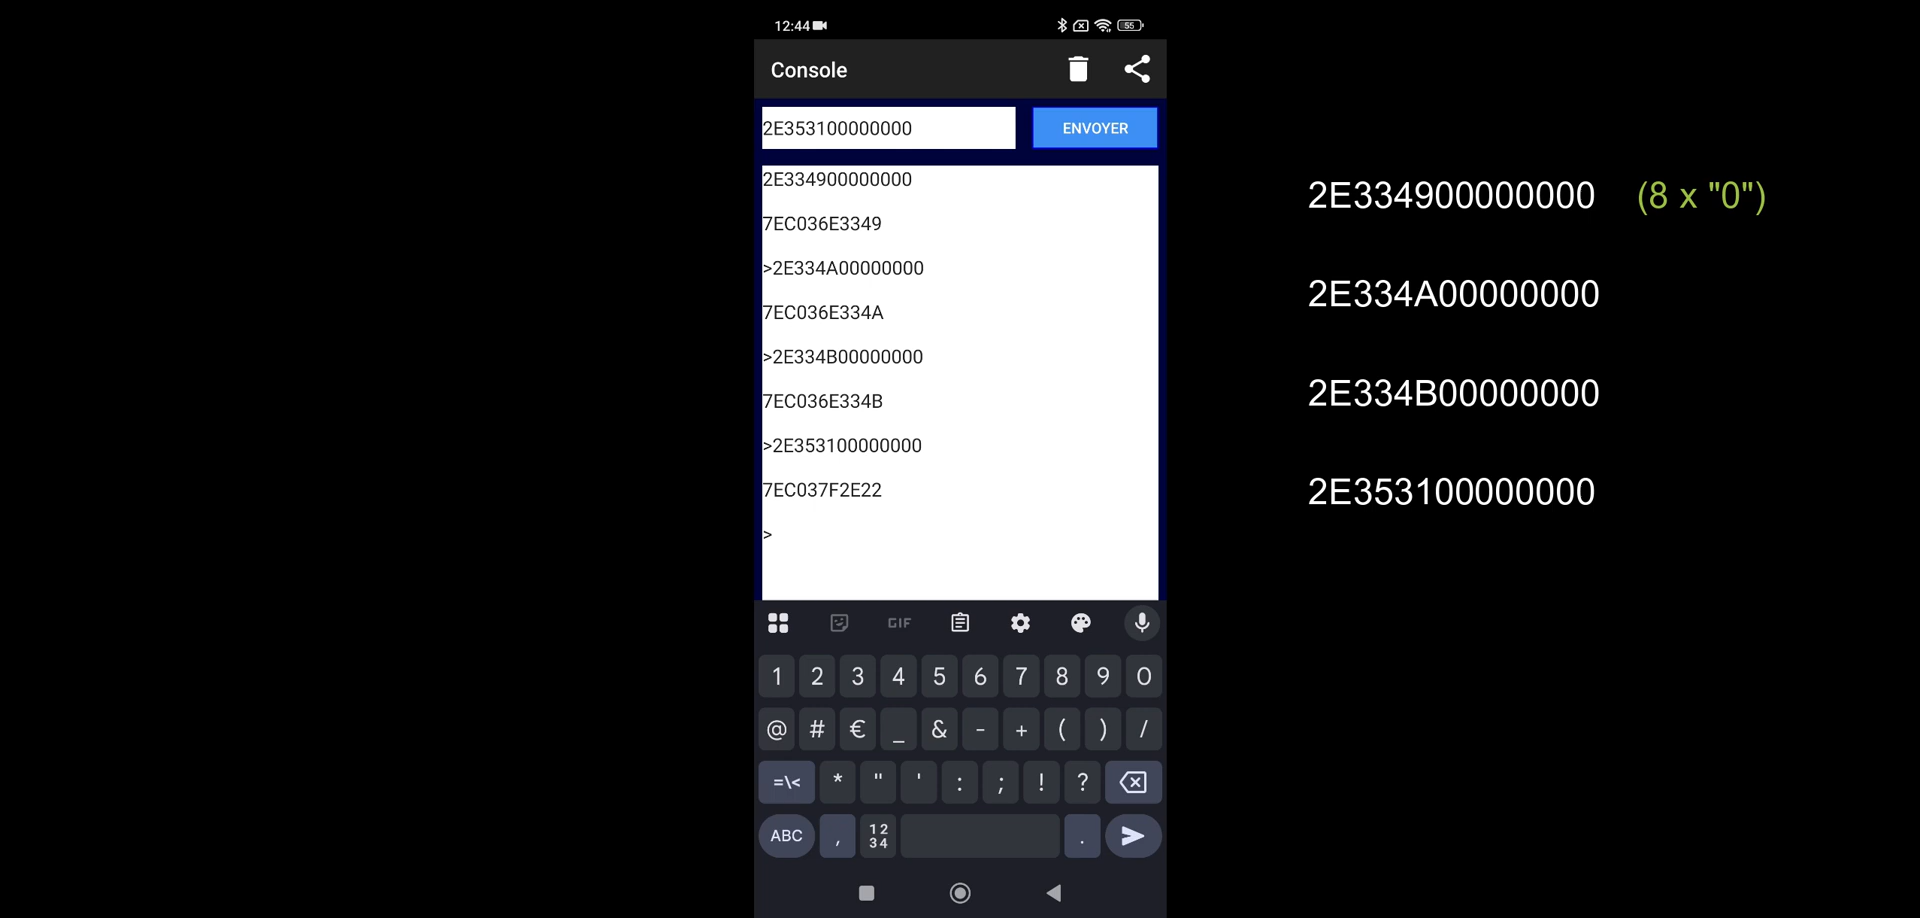 12:44
55
Console
2E353100000000
ENVOYER
2E334900000000
7EC036E3349
>2E334A00000000
7EC036E334A
>2E334B00000000
7EC036E334B
>2E353100000000
7EC037F2E22
>
2E334900000000 (8 x "0")
2E334A00000000
2E334B00000000
2E353100000000
GIF
1 2 3 4 5 6 7 8 9 0
@ # € _ & - + ( ) /
=\< * " ' : ; ! ?
ABC , 12 34 .